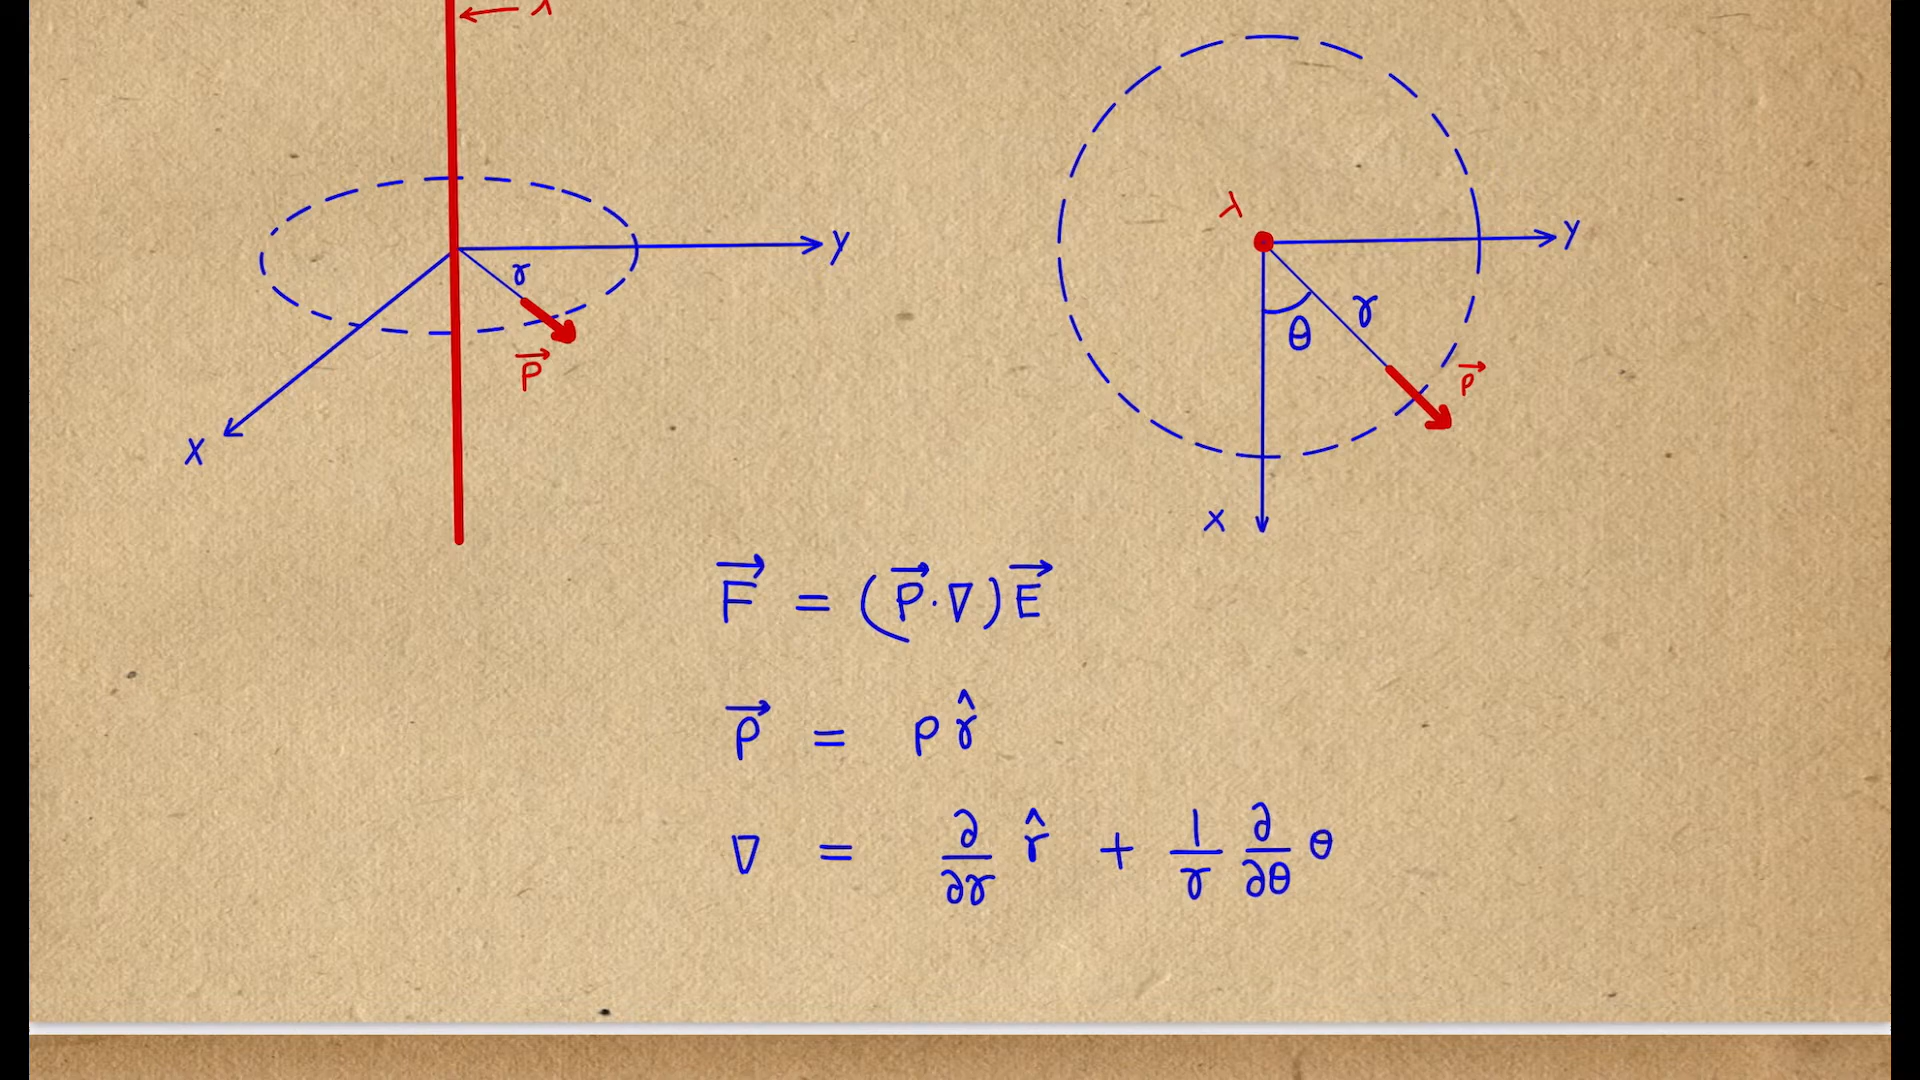 λ
y
r
P⃗
x
λ
y
θ
r
P⃗
x
F⃗ = (P⃗·∇)E⃗
P⃗ = p r̂
∇ = ∂/∂r r̂ + 1/r ∂/∂θ θ